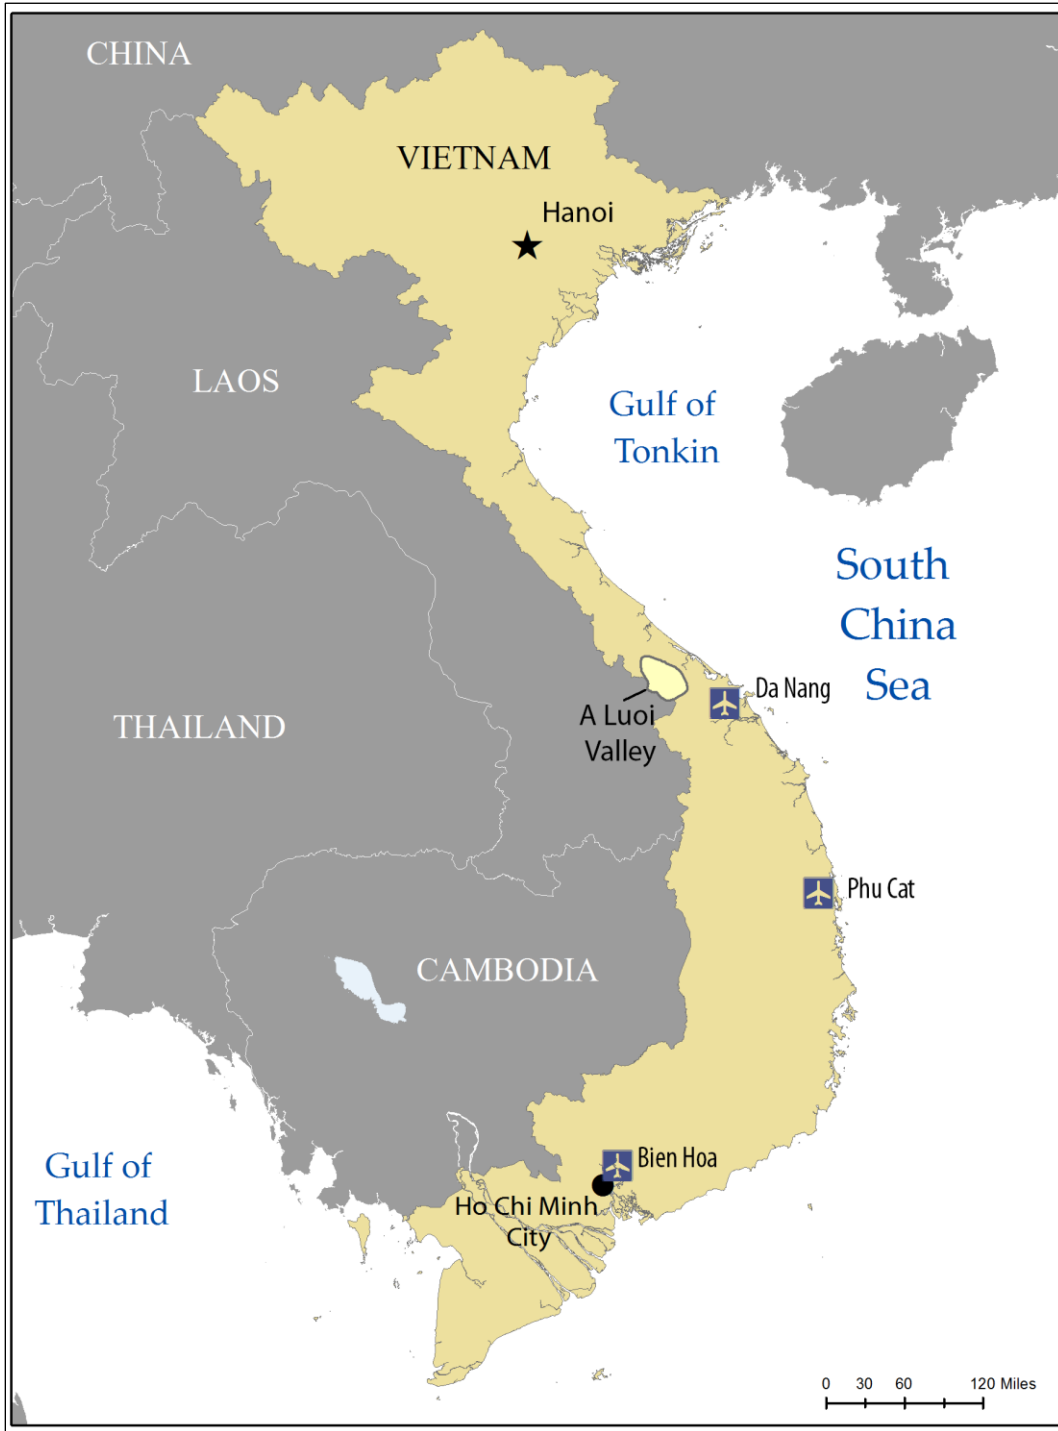 CHINA
VIETNAM
Hanoi
LAOS
Gulf of
Tonkin
South
China
Sea
Da Nang
A Luoi
Valley
THAILAND
Phu Cat
CAMBODIA
Bien Hoa
Gulf of
Thailand
Ho Chi Minh
City
0 30 60 120 Miles